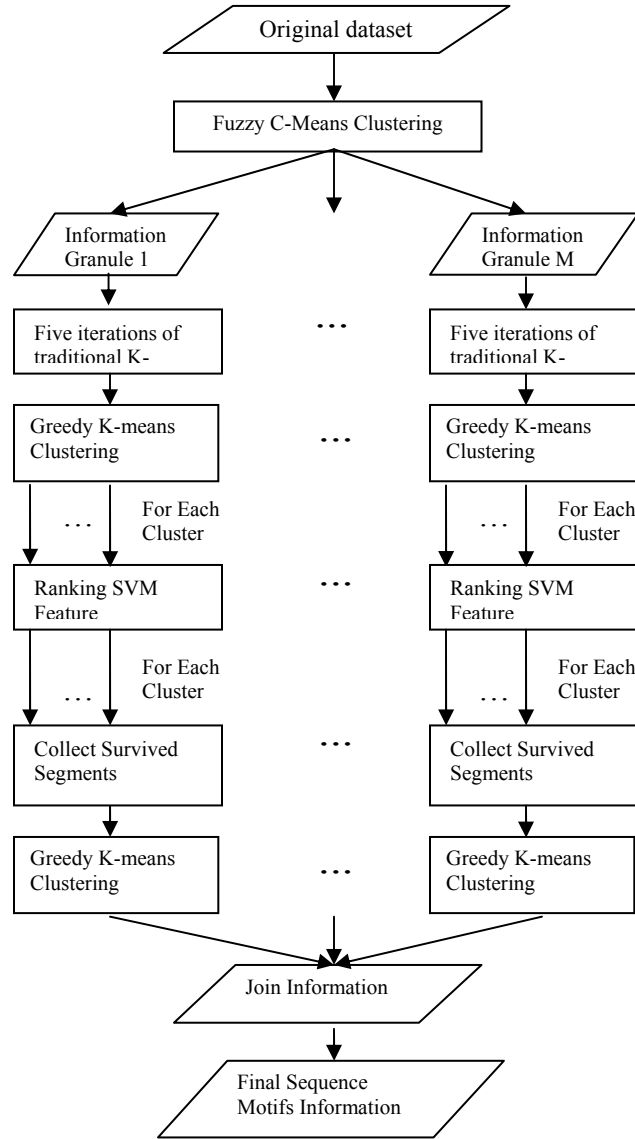 Original dataset
Fuzzy C-Means Clustering
Information
Granule 1
Information
Granule M
Five iterations of
traditional K-
...
Five iterations of
traditional K-
Greedy K-means
Clustering
...
Greedy K-means
Clustering
...
For Each
Cluster
...
For Each
Cluster
Ranking SVM
Feature
...
Ranking SVM
Feature
...
For Each
Cluster
...
For Each
Cluster
Collect Survived
Segments
...
Collect Survived
Segments
Greedy K-means
Clustering
...
Greedy K-means
Clustering
Join Information
Final Sequence
Motifs Information